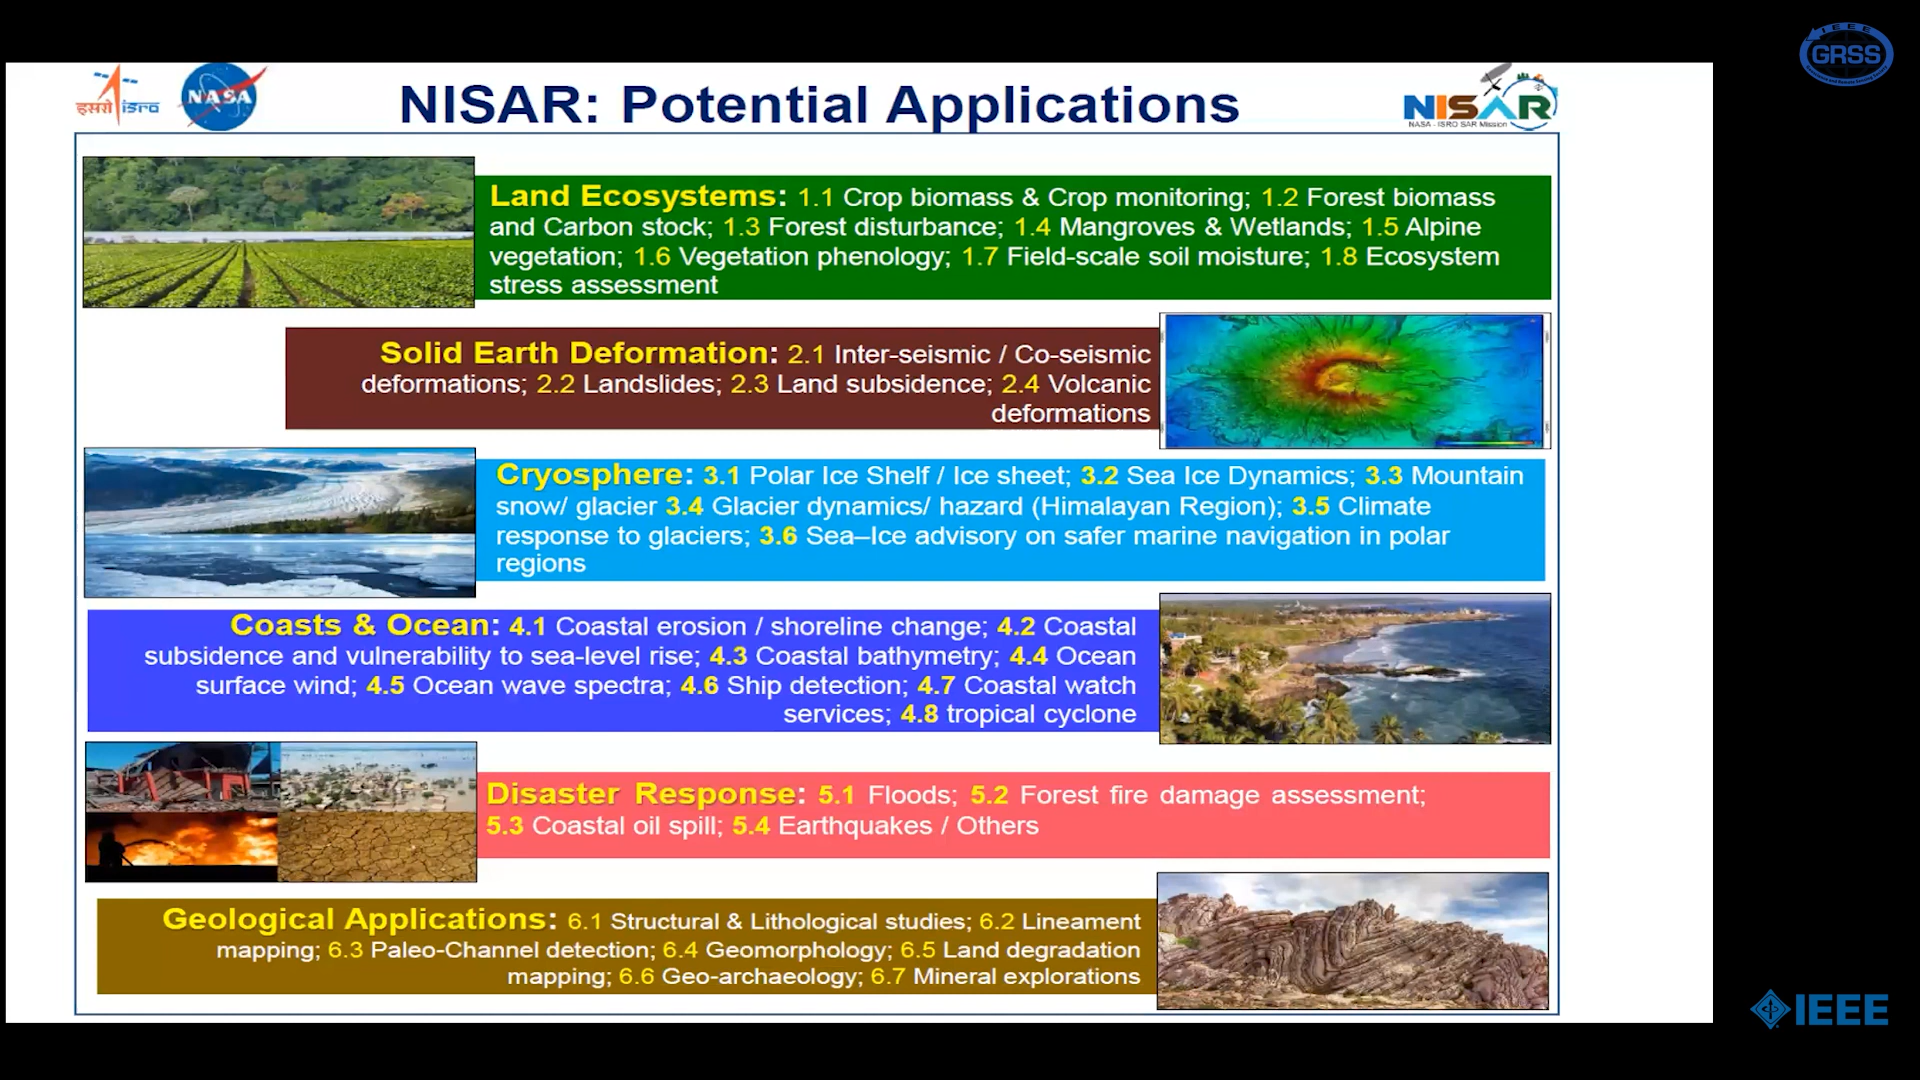 IEEE
GRSS
इसरो isro
NASA
NISAR: Potential Applications
NISAR
NASA - ISRO SAR Mission
Land Ecosystems: 1.1 Crop biomass & Crop monitoring; 1.2 Forest biomass
and Carbon stock; 1.3 Forest disturbance; 1.4 Mangroves & Wetlands; 1.5 Alpine
vegetation; 1.6 Vegetation phenology; 1.7 Field-scale soil moisture; 1.8 Ecosystem
stress assessment
Solid Earth Deformation: 2.1 Inter-seismic / Co-seismic
deformations; 2.2 Landslides; 2.3 Land subsidence; 2.4 Volcanic
deformations
Cryosphere: 3.1 Polar Ice Shelf / Ice sheet; 3.2 Sea Ice Dynamics; 3.3 Mountain
snow/ glacier 3.4 Glacier dynamics/ hazard (Himalayan Region); 3.5 Climate
response to glaciers; 3.6 Sea–Ice advisory on safer marine navigation in polar
regions
Coasts & Ocean: 4.1 Coastal erosion / shoreline change; 4.2 Coastal
subsidence and vulnerability to sea-level rise; 4.3 Coastal bathymetry; 4.4 Ocean
surface wind; 4.5 Ocean wave spectra; 4.6 Ship detection; 4.7 Coastal watch
services; 4.8 tropical cyclone
Disaster Response: 5.1 Floods; 5.2 Forest fire damage assessment;
5.3 Coastal oil spill; 5.4 Earthquakes / Others
Geological Applications: 6.1 Structural & Lithological studies; 6.2 Lineament
mapping; 6.3 Paleo-Channel detection; 6.4 Geomorphology; 6.5 Land degradation
mapping; 6.6 Geo-archaeology; 6.7 Mineral explorations
IEEE